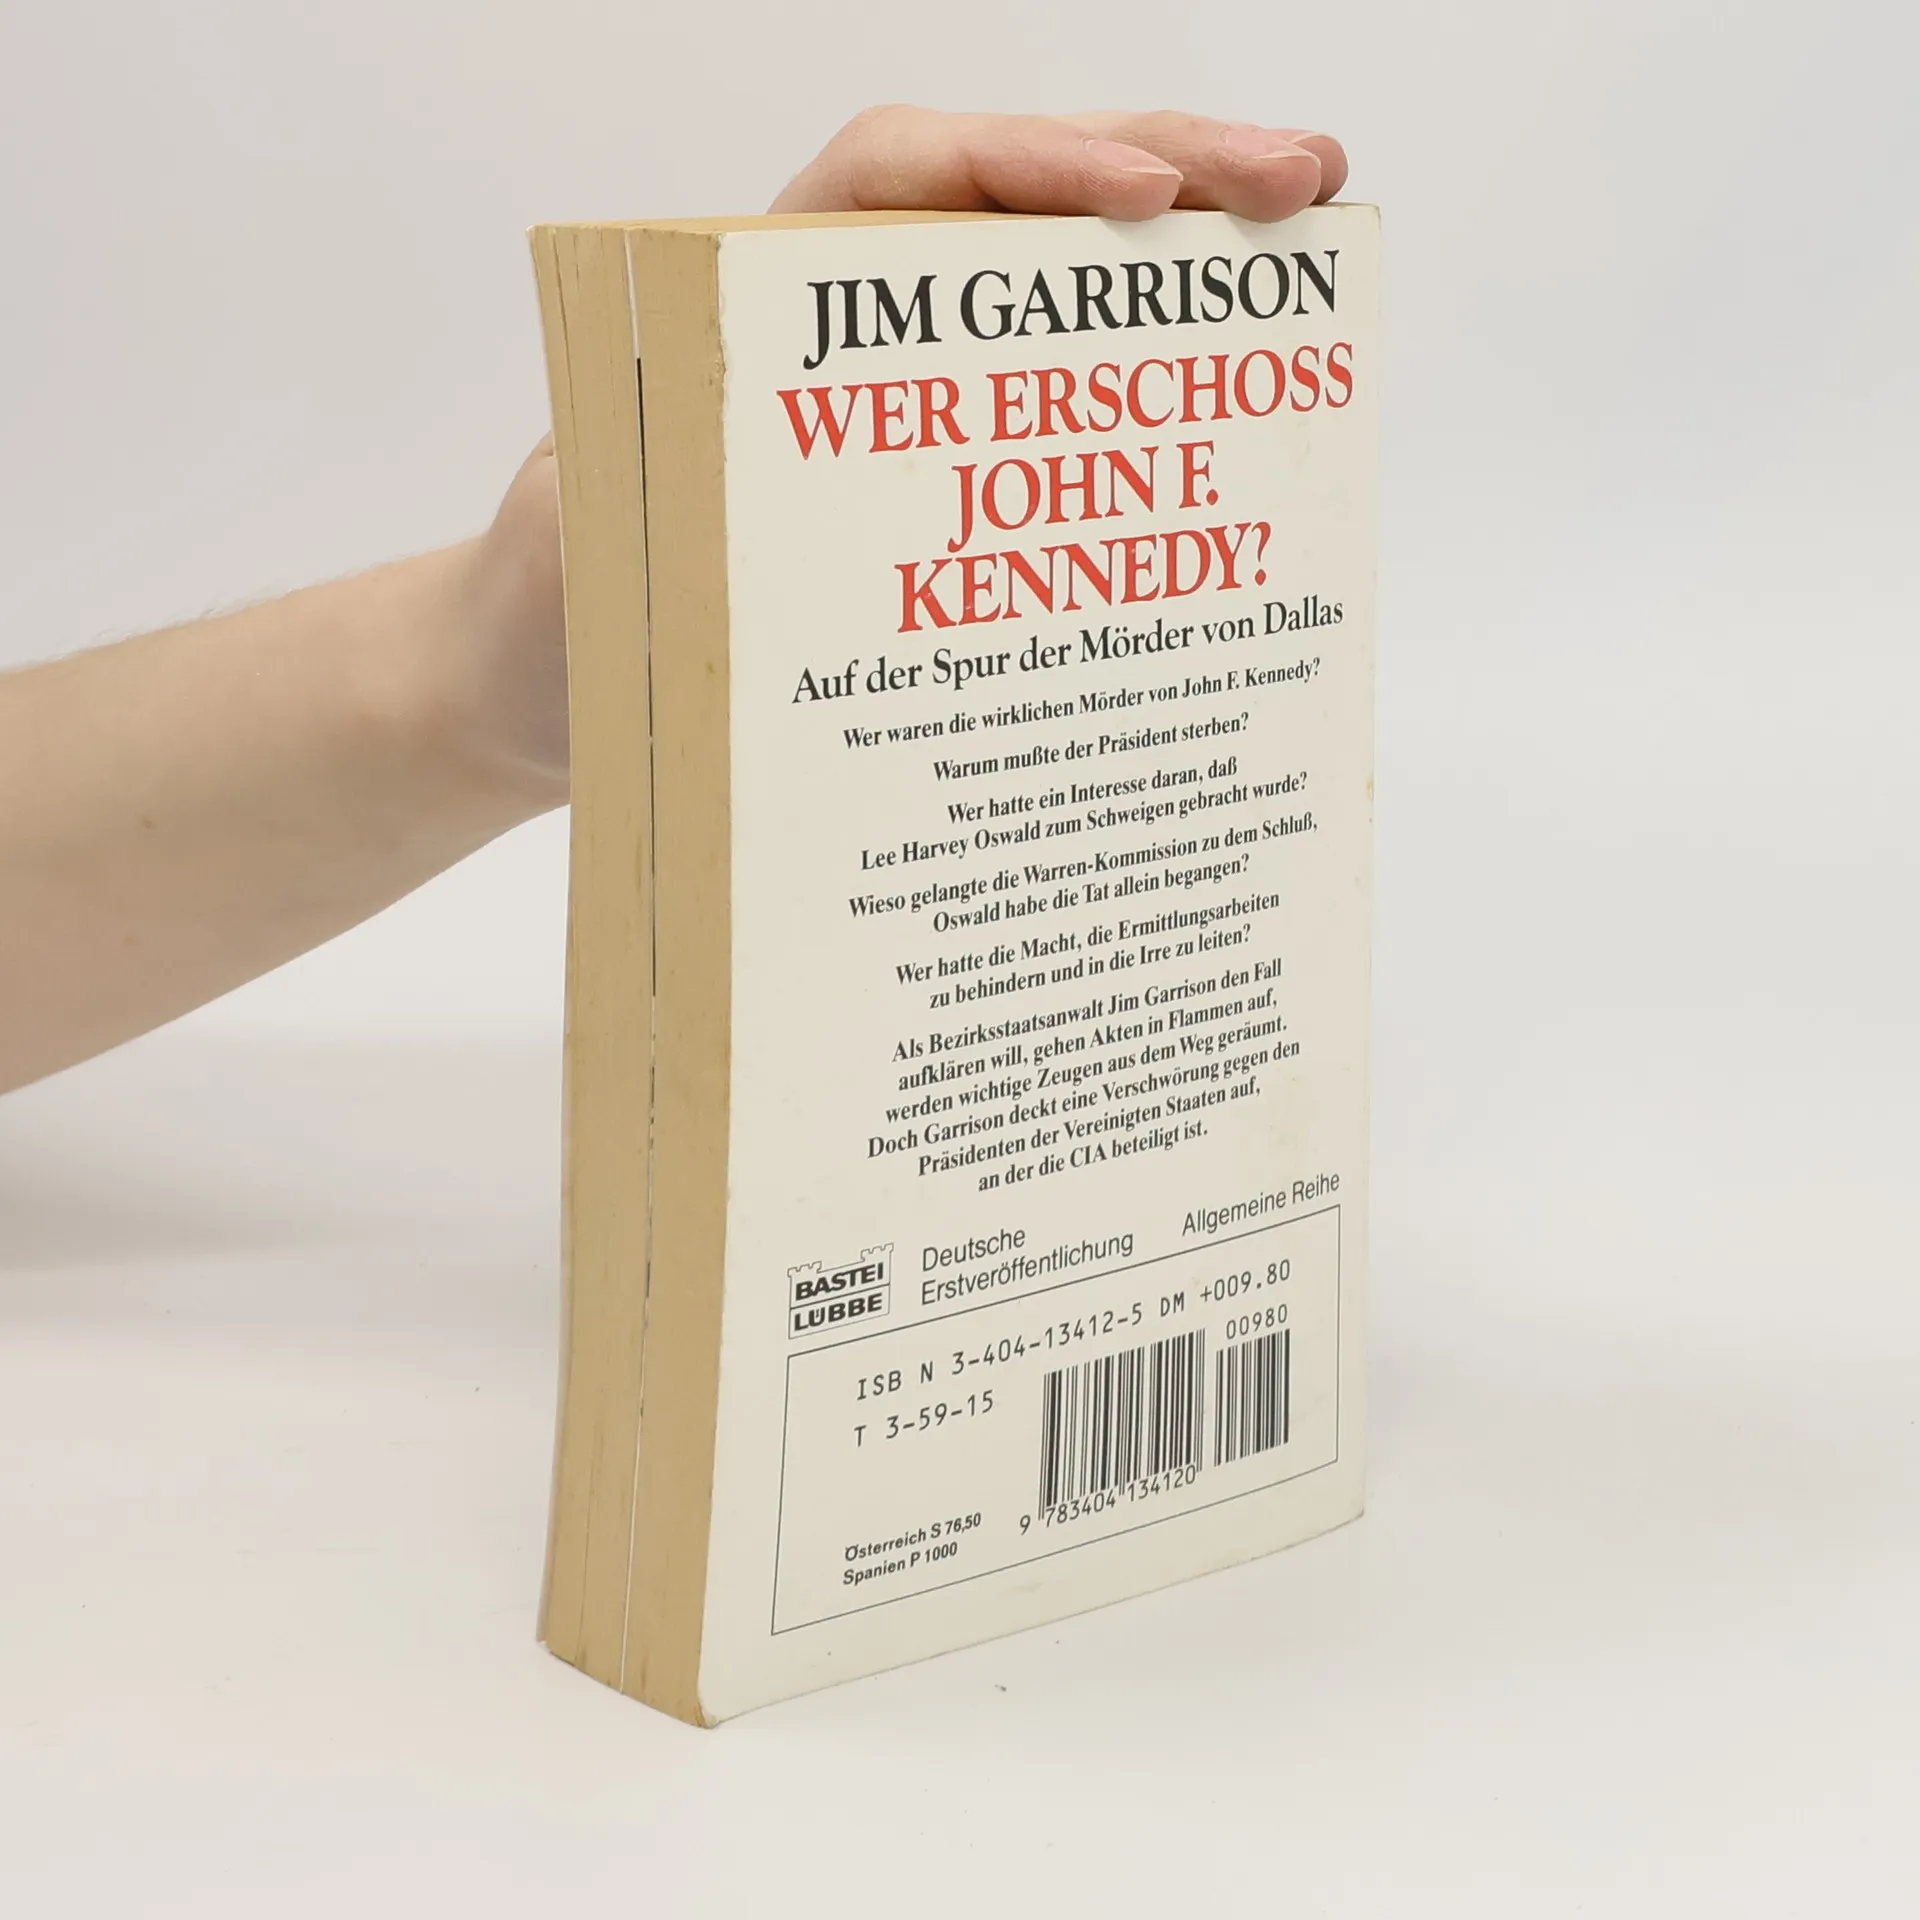 JIM GARRISON
WER ERSCHOSS
JOHN F.
KENNEDY?
Auf der Spur der Mörder von Dallas
Wer waren die wirklichen Mörder von John F. Kennedy?
Warum mußte der Präsident sterben?
Wer hatte ein Interesse daran, daß
Lee Harvey Oswald zum Schweigen gebracht wurde?
Wieso gelangte die Warren-Kommission zu dem Schluß,
Oswald habe die Tat allein begangen?
Wer hatte die Macht, die Ermittlungsarbeiten
zu behindern und in die Irre zu leiten?
Als Bezirksstaatsanwalt Jim Garrison den Fall
aufklären will, gehen Akten in Flammen auf,
werden wichtige Zeugen aus dem Weg geräumt.
Doch Garrison deckt eine Verschwörung gegen den
Präsidenten der Vereinigten Staaten auf,
an der die CIA beteiligt ist.
BASTEI
LÜBBE
Deutsche
Erstveröffentlichung
Allgemeine Reihe
ISB N 3-404-13412-5 DM +009.80
00980
T 3-59-15
9 783404 134120
Österreich S 76,50
Spanien P 1000